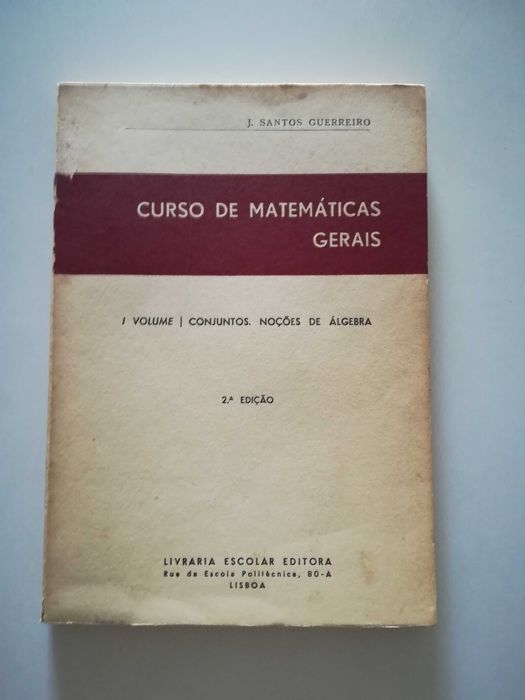 J. SANTOS GUERREIRO
CURSO DE MATEMÁTICAS
GERAIS
I VOLUME | CONJUNTOS. NOÇÕES DE ÁLGEBRA
2.ª EDIÇÃO
LIVRARIA ESCOLAR EDITORA
Rua da Escola Politécnica, 80-A
LISBOA